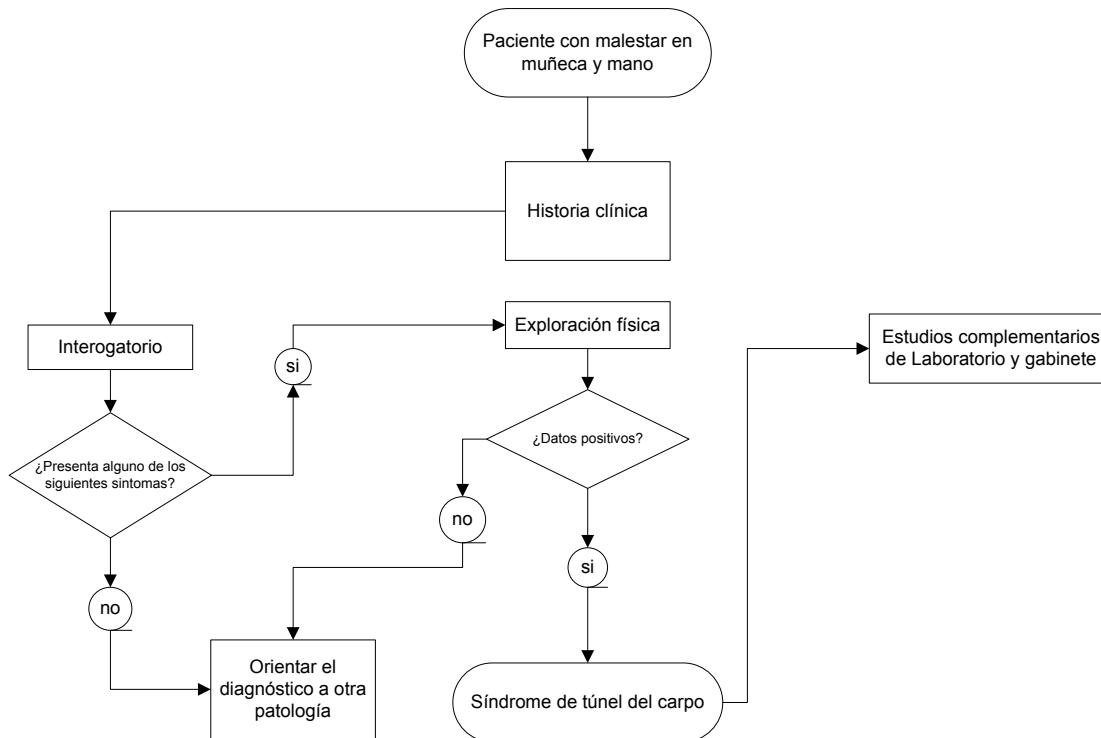 Paciente con malestar en
muñeca y mano
Historia clínica
Interogatorio
¿Presenta alguno de los
siguientes sintomas?
si
no
Exploración física
¿Datos positivos?
no
si
Orientar el
diagnóstico a otra
patología
Síndrome de túnel del carpo
Estudios complementarios
de Laboratorio y gabinete